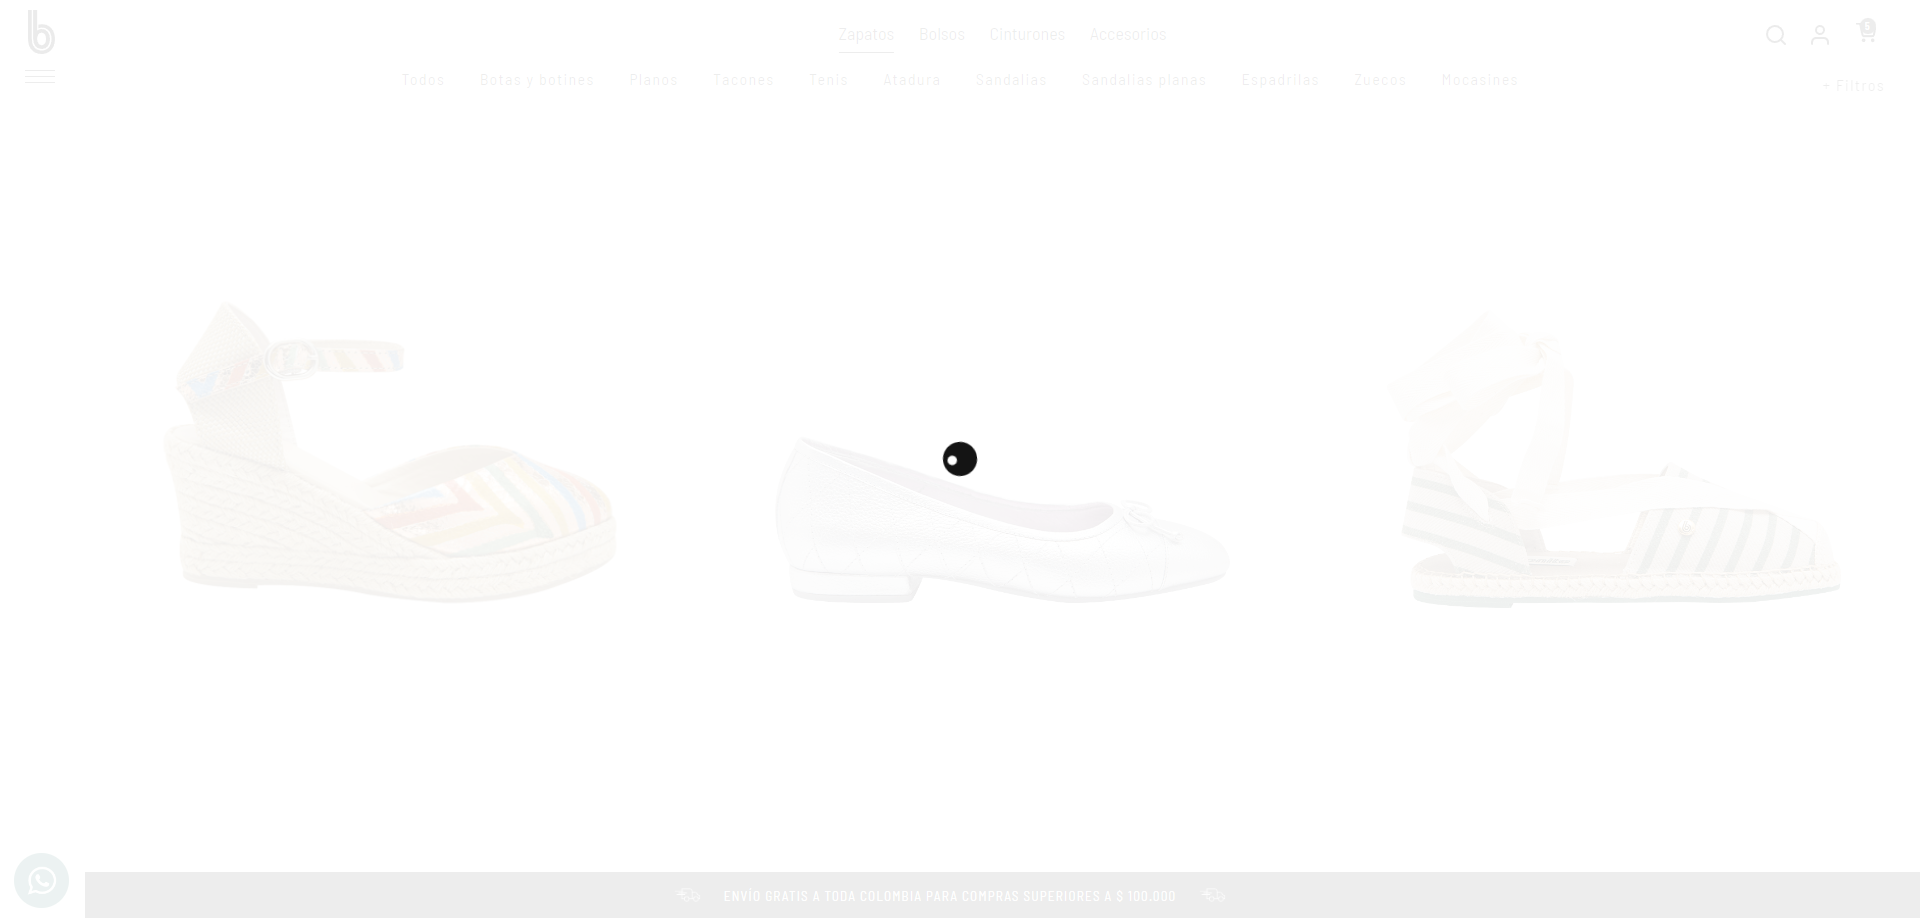 b
Zapatos Bolsos Cinturones Accesorios
Todos Botas y botines Planos Tacones Tenis Atadura Sandalias Sandalias planas Espadrilas Zuecos Mocasines
+ Filtros
ENVÍO GRATIS A TODA COLOMBIA PARA COMPRAS SUPERIORES A $ 100.000